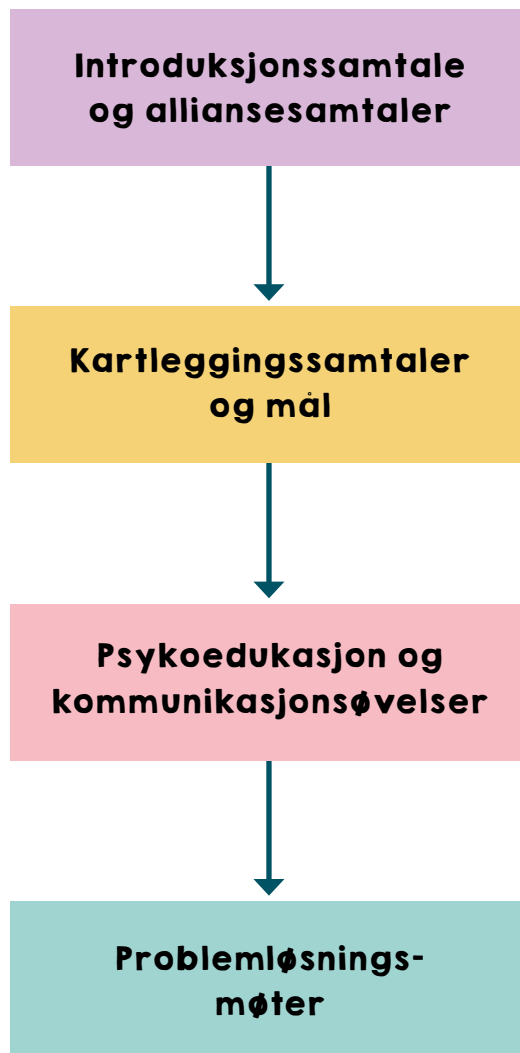 Introduksjonssamtale
og alliansesamtaler
Kartleggingssamtaler
og mål
Psykoedukasjon og
kommunikasjonsøvelser
Problemløsnings-
møter